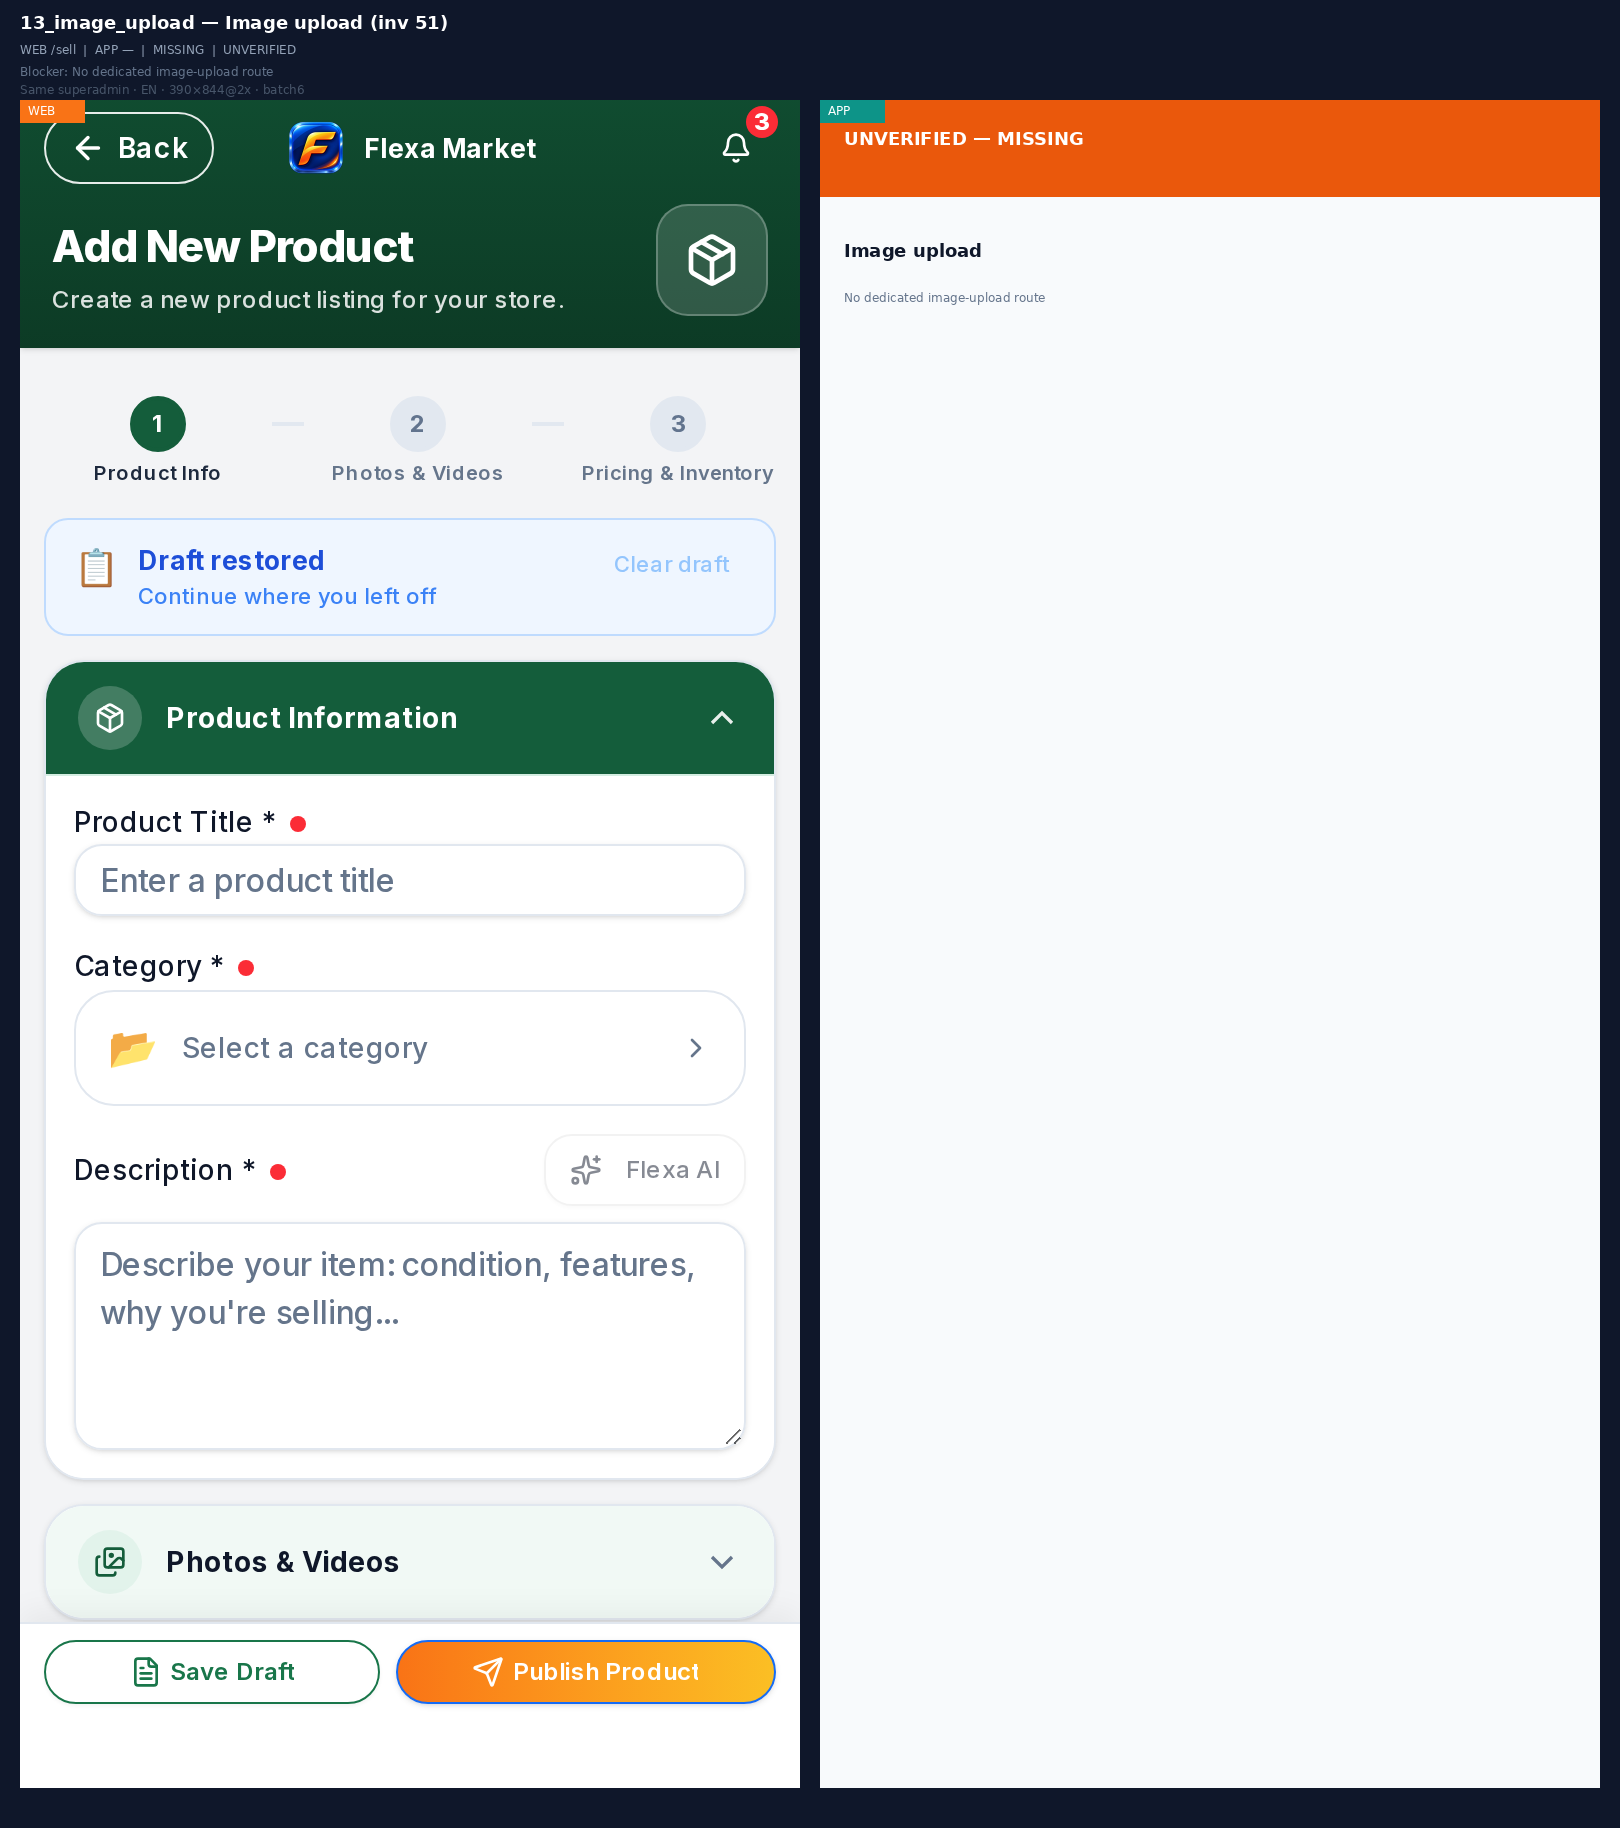 13_image_upload — Image upload (inv 51)
WEB /sell | APP — | MISSING | UNVERIFIED
Blocker: No dedicated image-upload route
Same superadmin · EN · 390×844@2x · batch6
WEB
Back
Flexa Market
3
Add New Product
Create a new product listing for your store.
1
2
3
Product Info
Photos & Videos
Pricing & Inventory
Draft restored
Clear draft
Continue where you left off
Product Information
Product Title *
Enter a product title
Category *
Select a category
Description *
Flexa AI
Describe your item: condition, features,
why you're selling...
Photos & Videos
Save Draft
Publish Product
APP
UNVERIFIED — MISSING
Image upload
No dedicated image-upload route